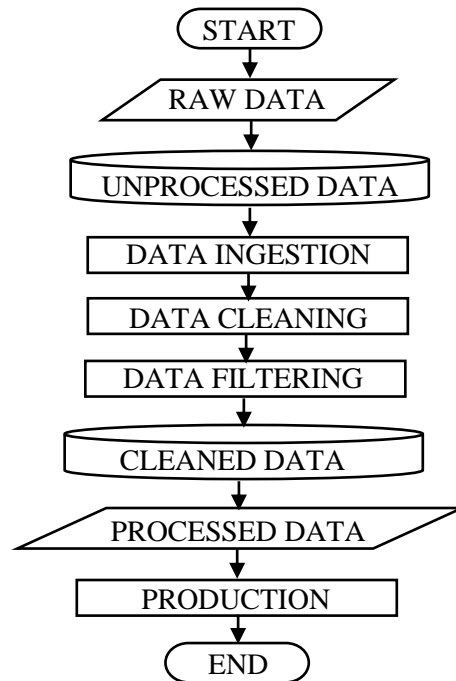 START
RAW DATA
UNPROCESSED DATA
DATA INGESTION
DATA CLEANING
DATA FILTERING
CLEANED DATA
PROCESSED DATA
PRODUCTION
END